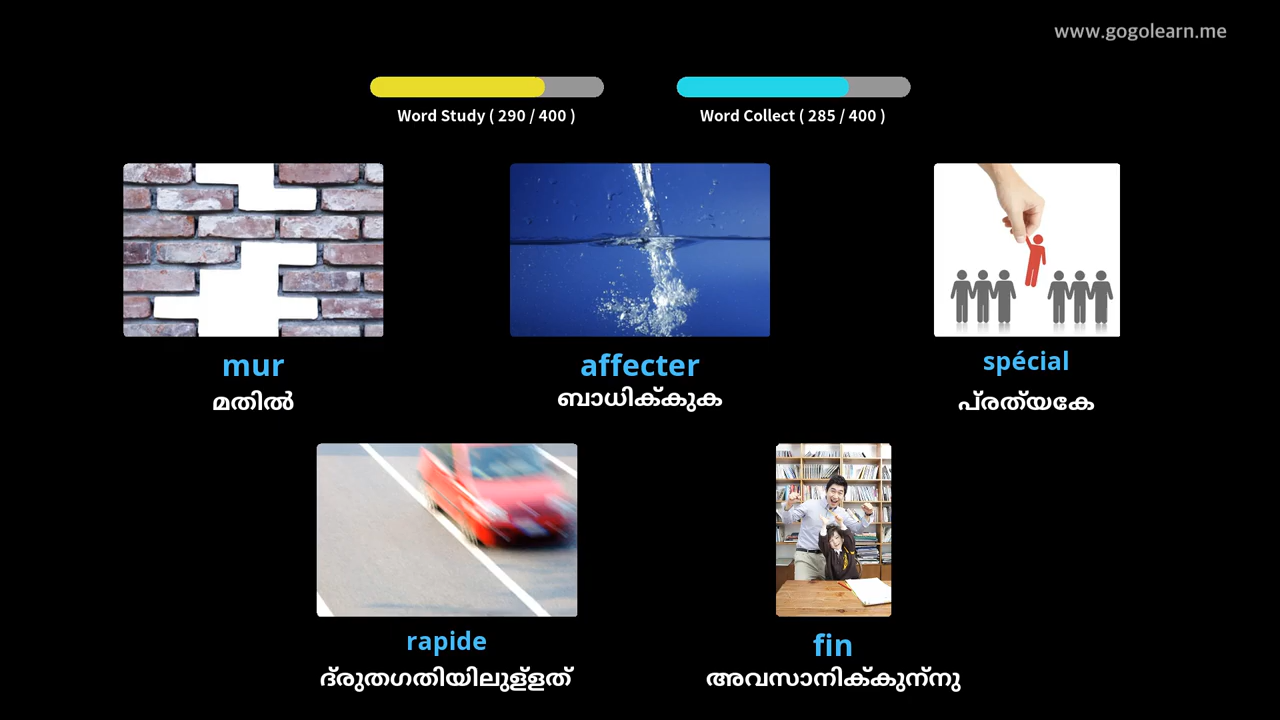 www.gogolearn.me
Word Study ( 290 / 400 )
Word Collect ( 285 / 400 )
mur
മതിൽ
affecter
ബാധിക്കുക
spécial
പ്രത്യകേ
rapide
ദ്രുതഗതിയിലുള്ളത്
fin
അവസാനിക്കുന്നു